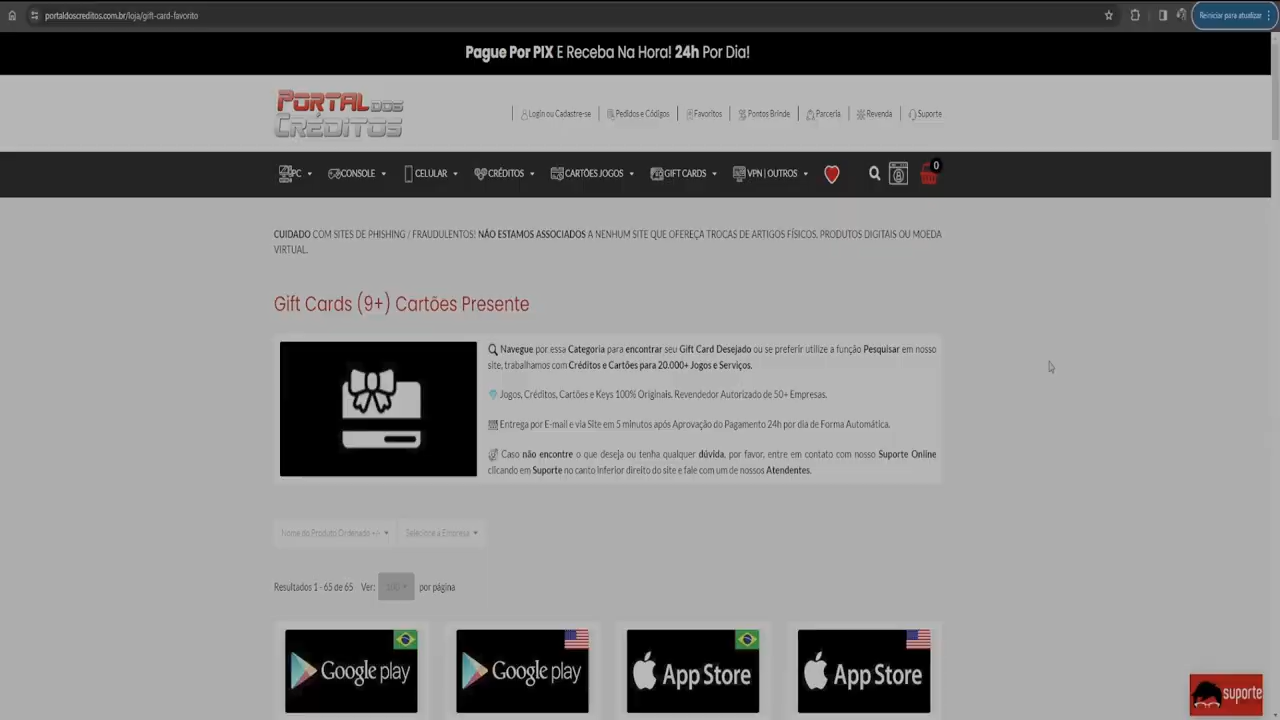 portaldoscreditos.com.br/loja/gift-card-favorito
Reiniciar para atualizar
Pague Por PIX E Receba Na Hora! 24h Por Dia!
PORTAL DOS
CRÉDITOS
Login ou Cadastre-se
Pedidos e Códigos
Favoritos
Pontos Brinde
Parceria
Revenda
Suporte
PC
CONSOLE
CELULAR
CRÉDITOS
CARTÕES JOGOS
GIFT CARDS
VPN | OUTROS
0
CUIDADO COM SITES DE PHISHING / FRAUDULENTOS! NÃO ESTAMOS ASSOCIADOS A NENHUM SITE QUE OFEREÇA TROCAS DE ARTIGOS FÍSICOS, PRODUTOS DIGITAIS OU MOEDA
VIRTUAL.
Gift Cards (9+) Cartões Presente
Navegue por essa Categoria para encontrar seu Gift Card Desejado ou se preferir utilize a função Pesquisar em nosso
site, trabalhamos com Créditos e Cartões para 20.000+ Jogos e Serviços.
Jogos, Créditos, Cartões e Keys 100% Originais. Revendedor Autorizado de 50+ Empresas.
Entrega por E-mail e via Site em 5 minutos após Aprovação do Pagamento 24h por dia de Forma Automática.
Caso não encontre o que deseja ou tenha qualquer dúvida, por favor, entre em contato com nosso Suporte Online
clicando em Suporte no canto inferior direito do site e fale com um de nossos Atendentes.
Nome do Produto Ordenado +/-
Selecione a Empresa
Resultados 1 - 65 de 65 Ver: 100 por página
Google play
Google play
App Store
App Store
suporte